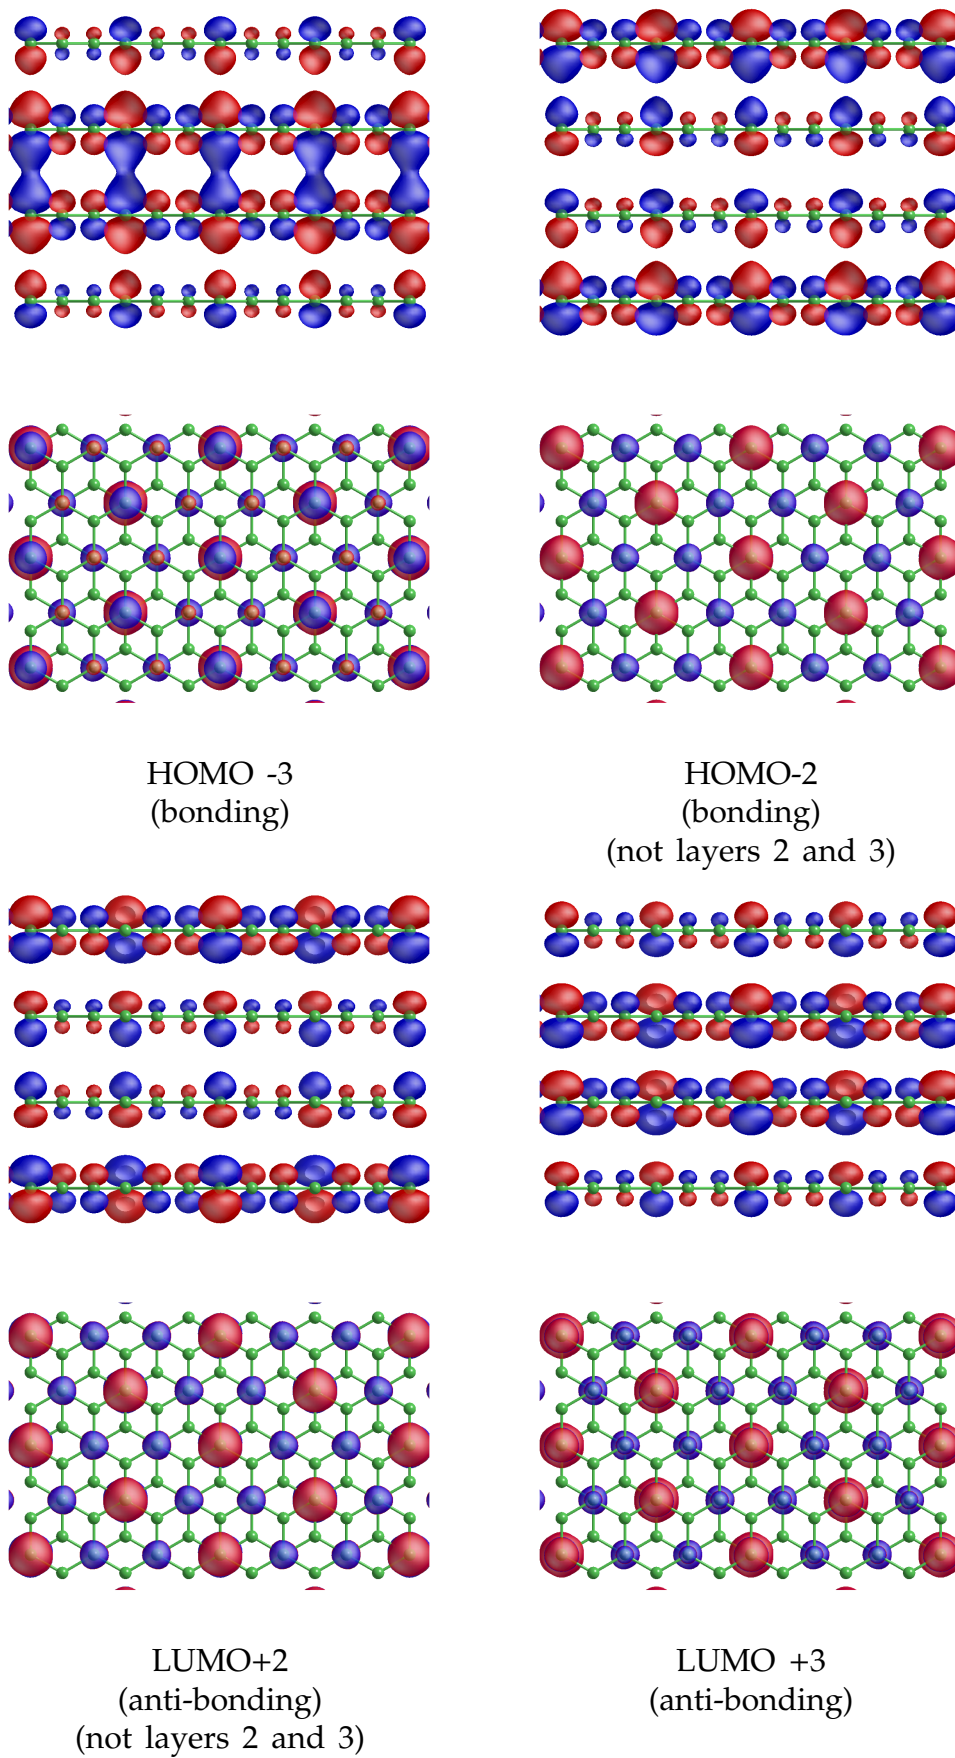 HOMO -3
(bonding)
HOMO-2
(bonding)
(not layers 2 and 3)
LUMO+2
(anti-bonding)
(not layers 2 and 3)
LUMO +3
(anti-bonding)